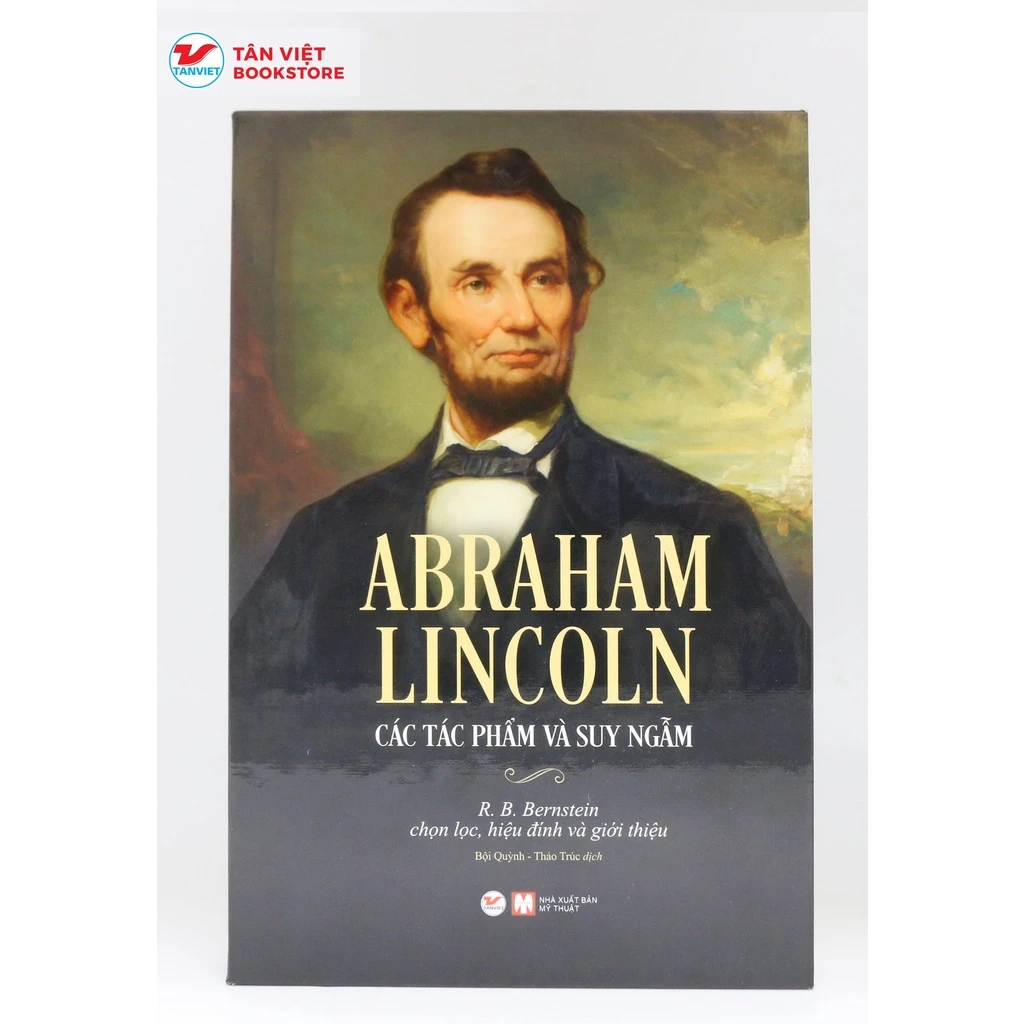 TÂN VIỆT
BOOKSTORE
TANVIET
ABRAHAM
LINCOLN
CÁC TÁC PHẨM VÀ SUY NGẪM
R. B. Bernstein
chọn lọc, hiệu đính và giới thiệu
Bội Quỳnh - Thảo Trúc dịch
TANVIET
NHÀ XUẤT BẢN
MỸ THUẬT